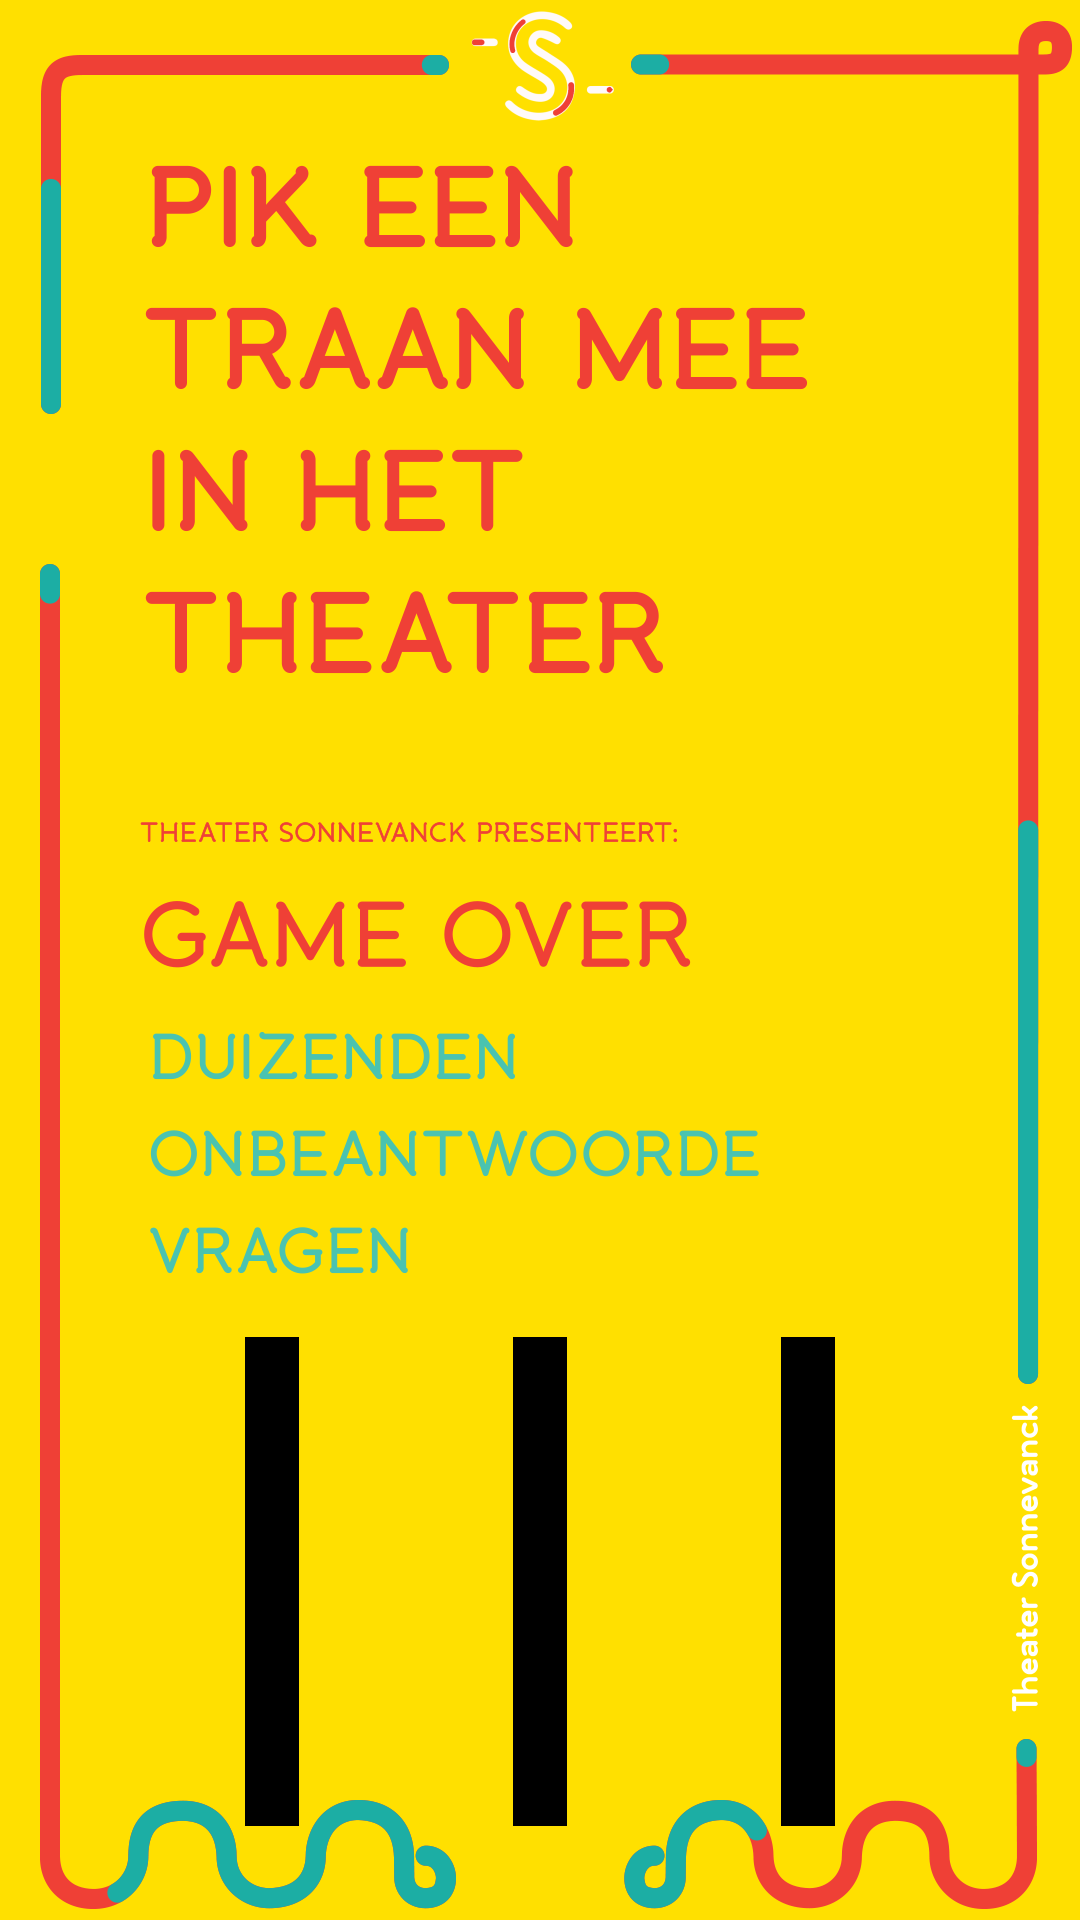 S
PIK EEN
TRAAN MEE
IN HET
THEATER
THEATER SONNEVANCK PRESENTEERT:
GAME OVER
DUIZENDEN
ONBEANTWOORDE
VRAGEN
Theater Sonnevanck